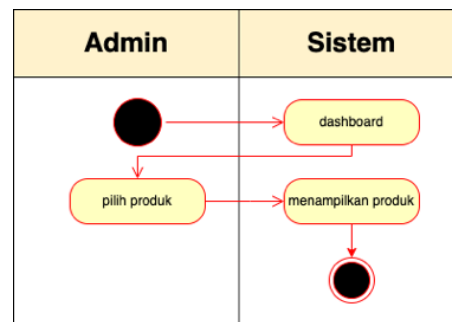 Admin
Sistem
dashboard
pilih produk
menampilkan produk